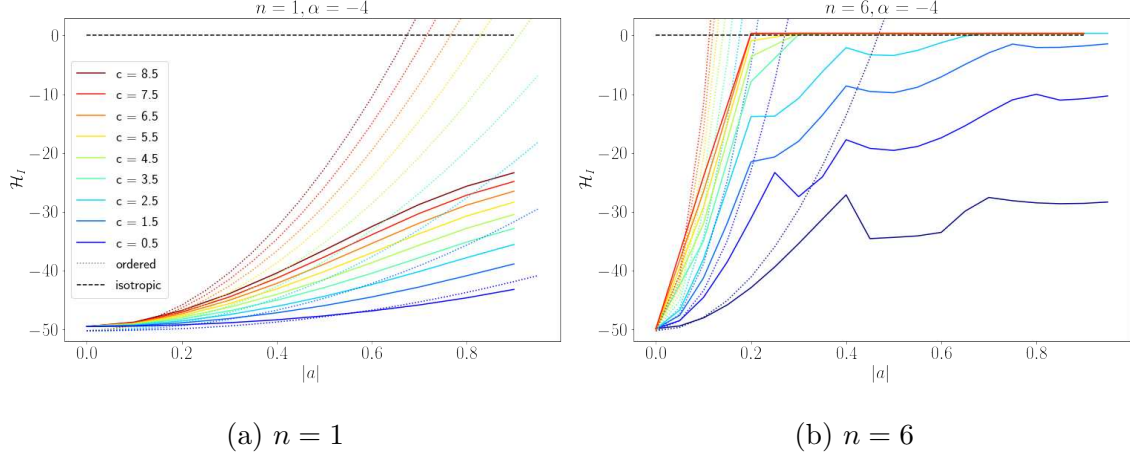 n = 1, α = −4
0
−10
−20
−30
−40
−50
ℋ_I
0.0 0.2 0.4 0.6 0.8
|a|
c = 8.5
c = 7.5
c = 6.5
c = 5.5
c = 4.5
c = 3.5
c = 2.5
c = 1.5
c = 0.5
ordered
isotropic
(a) n = 1
n = 6, α = −4
0
−10
−20
−30
−40
−50
ℋ_I
0.0 0.2 0.4 0.6 0.8
|a|
(b) n = 6